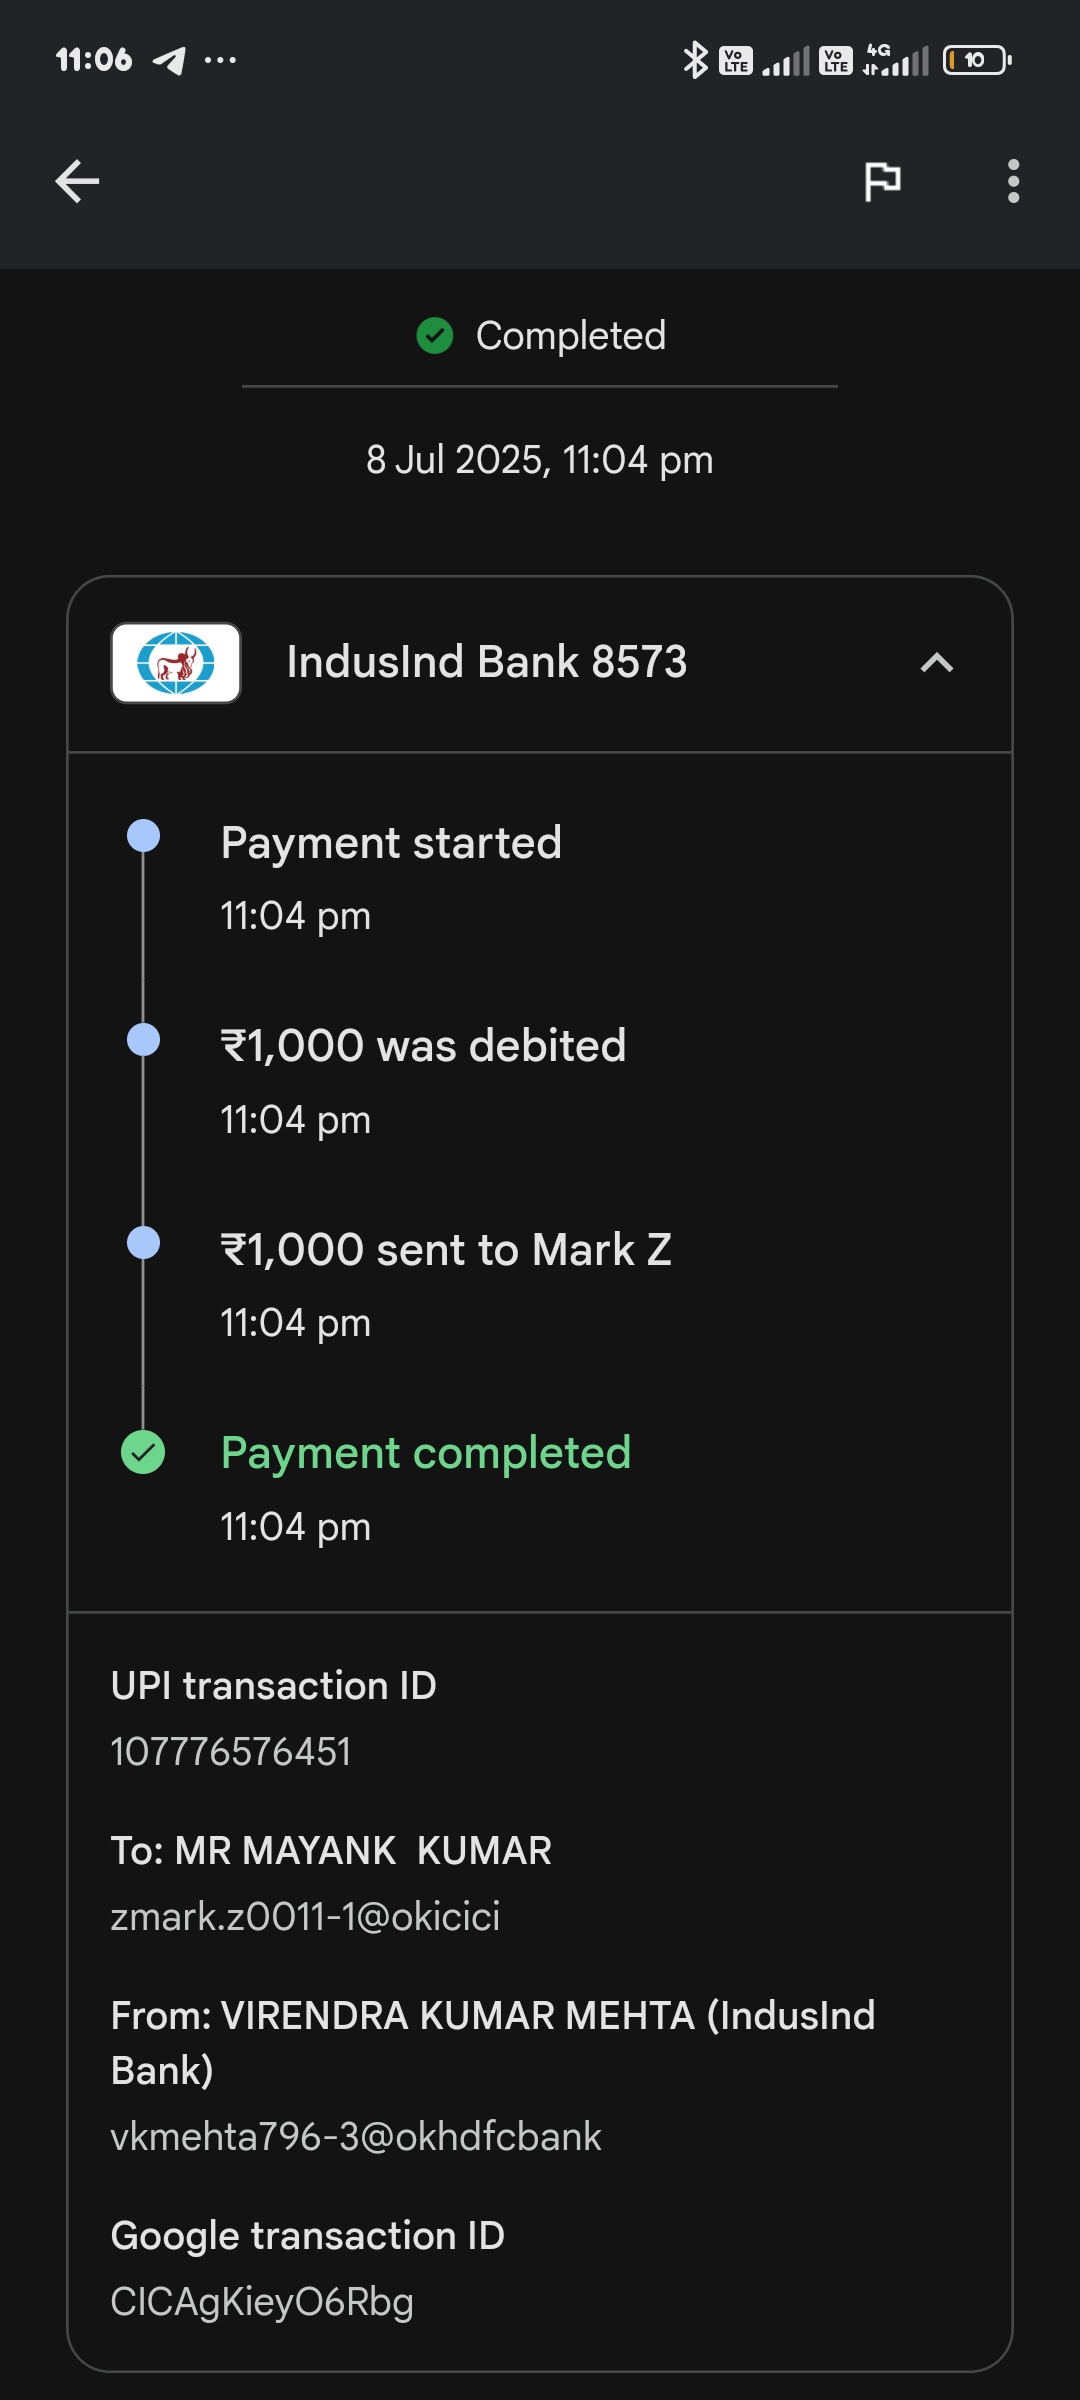 11:06
Vo LTE
Vo LTE
4G
10
Completed
8 Jul 2025, 11:04 pm
IndusInd Bank 8573
Payment started
11:04 pm
₹1,000 was debited
11:04 pm
₹1,000 sent to Mark Z
11:04 pm
Payment completed
11:04 pm
UPI transaction ID
107776576451
To: MR MAYANK  KUMAR
zmark.z0011-1@okicici
From: VIRENDRA KUMAR MEHTA (IndusInd
Bank)
vkmehta796-3@okhdfcbank
Google transaction ID
CICAgKieyO6Rbg